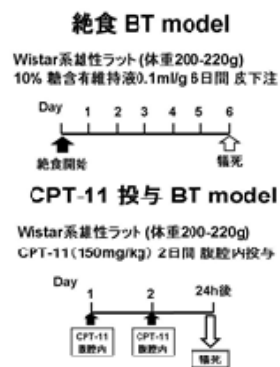 絶食 BT model
Wistar系雄性ラット (体重200-220g)
10% 糖含有維持液0.1ml/g 6日間 皮下注
Day 1 2 3 4 5 6
絶食開始 犠死
CPT-11 投与 BT model
Wistar系雄性ラット (体重200-220g)
CPT-11(150mg/kg) 2日間 腹腔内投与
Day 1 2 24h後
CPT-11 CPT-11
腹腔内 腹腔内
犠死